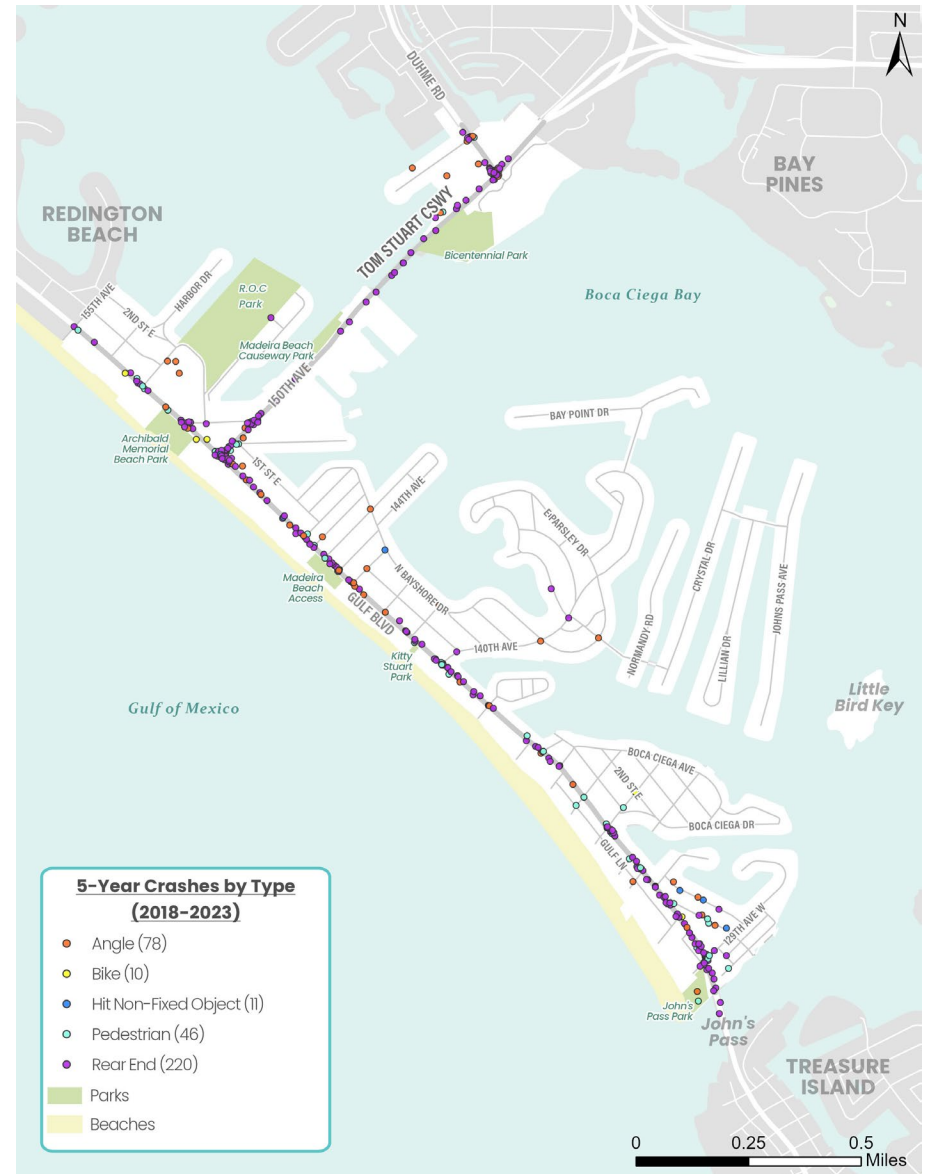 N
DUHME RD
BAY
PINES
REDINGTON
BEACH
TOM STUART CSWY
Bicentennial Park
155TH AVE
2ND ST E
HARBOR DR
R.O.C
Park
Boca Ciega Bay
Madeira Beach
Causeway Park
150TH AVE
BAY POINT DR
Archibald
Memorial
Beach Park
1ST ST E
144TH AVE
E PARSLEY DR
CRYSTAL DR
JOHNS PASS AVE
Madeira
Beach
Access
N BAYSHORE DR
GULF BLVD
NORMANDY RD
LILLIAN DR
140TH AVE
Kitty
Stuart
Park
Little
Bird Key
Gulf of Mexico
BOCA CIEGA AVE
2ND ST E
BOCA CIEGA DR
GULF LN
129TH AVE W
John's
Pass Park
John's
Pass
TREASURE
ISLAND
5-Year Crashes by Type
(2018-2023)
Angle (78)
Bike (10)
Hit Non-Fixed Object (11)
Pedestrian (46)
Rear End (220)
Parks
Beaches
0 0.25 0.5
Miles